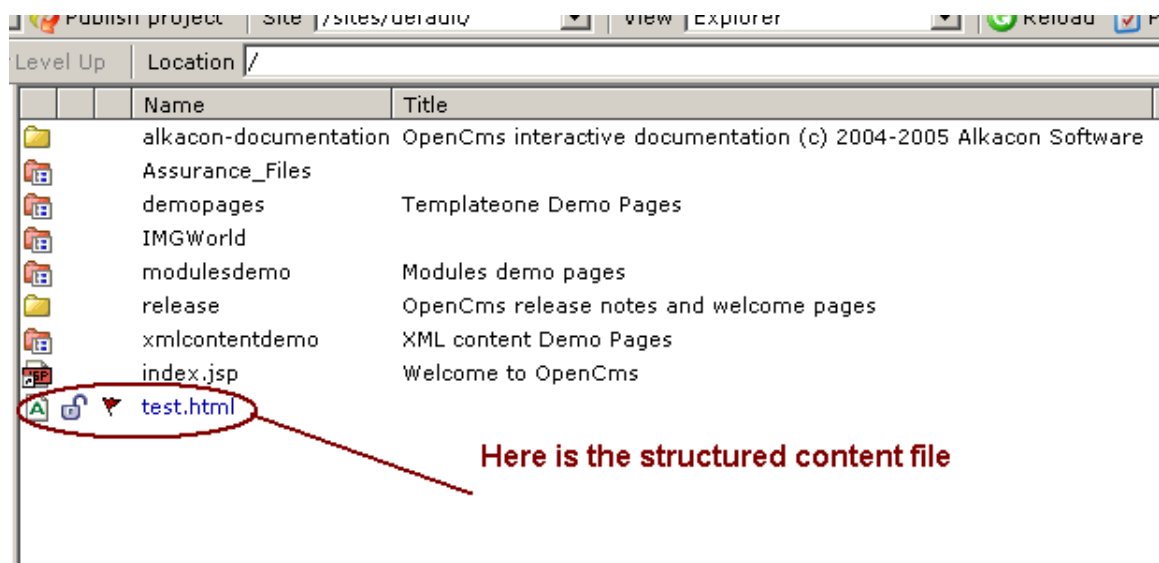 Publish project Site /sites/default/ View Explorer Reload P
Level Up Location /
Name Title
alkacon-documentation OpenCms interactive documentation (c) 2004-2005 Alkacon Software
Assurance_Files
demopages Templateone Demo Pages
IMGWorld
modulesdemo Modules demo pages
release OpenCms release notes and welcome pages
xmlcontentdemo XML content Demo Pages
index.jsp Welcome to OpenCms
test.html
Here is the structured content file